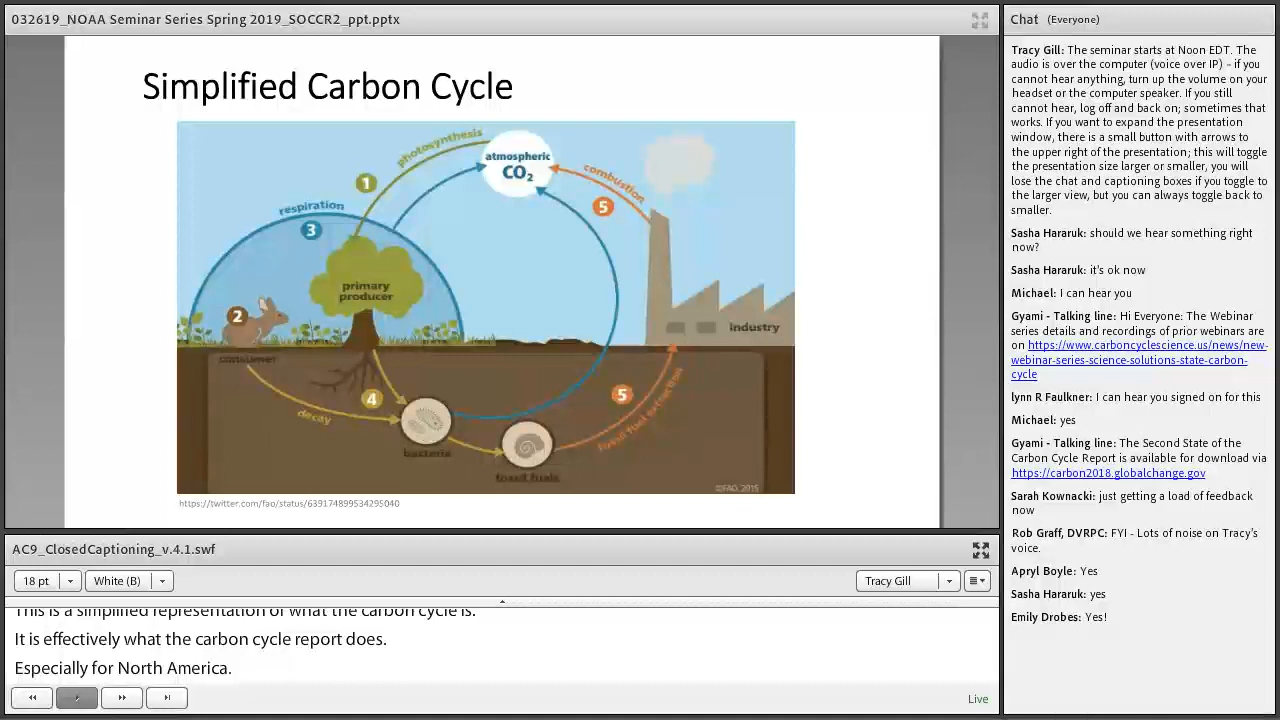 032619_NOAA Seminar Series Spring 2019_SOCCR2_ppt.pptx
Simplified Carbon Cycle
photosynthesis
atmospheric
CO2
combustion
1
5
respiration
3
primary
producer
2
industry
consumer
4
5
decay
fossil fuel extraction
bacteria
fossil fuals
©FAO, 2015
https://twitter.com/fao/status/639174899534295040
AC9_ClosedCaptioning_v.4.1.swf
18 pt
White (B)
Tracy Gill
This is a simplified representation of what the carbon cycle is.
It is effectively what the carbon cycle report does.
Especially for North America.
Live
Chat (Everyone)
Tracy Gill: The seminar starts at Noon EDT. The
audio is over the computer (voice over IP) – if you
cannot hear anything, turn up the volume on your
headset or the computer speaker. If you still
cannot hear, log off and back on; sometimes that
works. If you want to expand the presentation
window, there is a small button with arrows to
the upper right of the presentation; this will toggle
the presentation size larger or smaller, you will
lose the chat and captioning boxes if you toggle to
the larger view, but you can always toggle back to
smaller.
Sasha Hararuk: should we hear something right
now?
Sasha Hararuk: it's ok now
Michael: I can hear you
Gyami - Talking line: Hi Everyone: The Webinar
series details and recordings of prior webinars are
on https://www.carboncyclescience.us/news/new-
webinar-series-science-solutions-state-carbon-
cycle
lynn R Faulkner: I can hear you signed on for this
Michael: yes
Gyami - Talking line: The Second State of the
Carbon Cycle Report is available for download via
https://carbon2018.globalchange.gov
Sarah Kownacki: just getting a load of feedback
now
Rob Graff, DVRPC: FYI - Lots of noise on Tracy's
voice.
Apryl Boyle: Yes
Sasha Hararuk: yes
Emily Drobes: Yes!